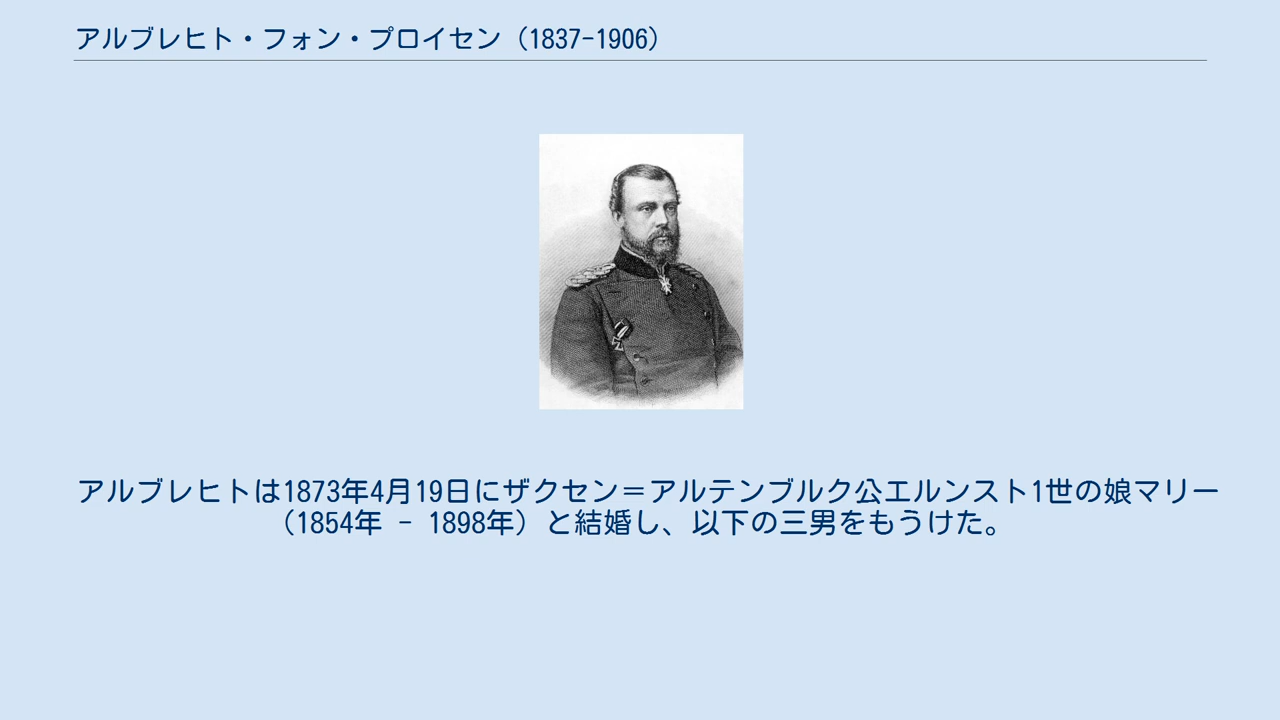 アルブレヒト・フォン・プロイセン（1837-1906）
アルブレヒトは1873年4月19日にザクセン＝アルテンブルク公エルンスト1世の娘マリー
（1854年 - 1898年）と結婚し、以下の三男をもうけた。